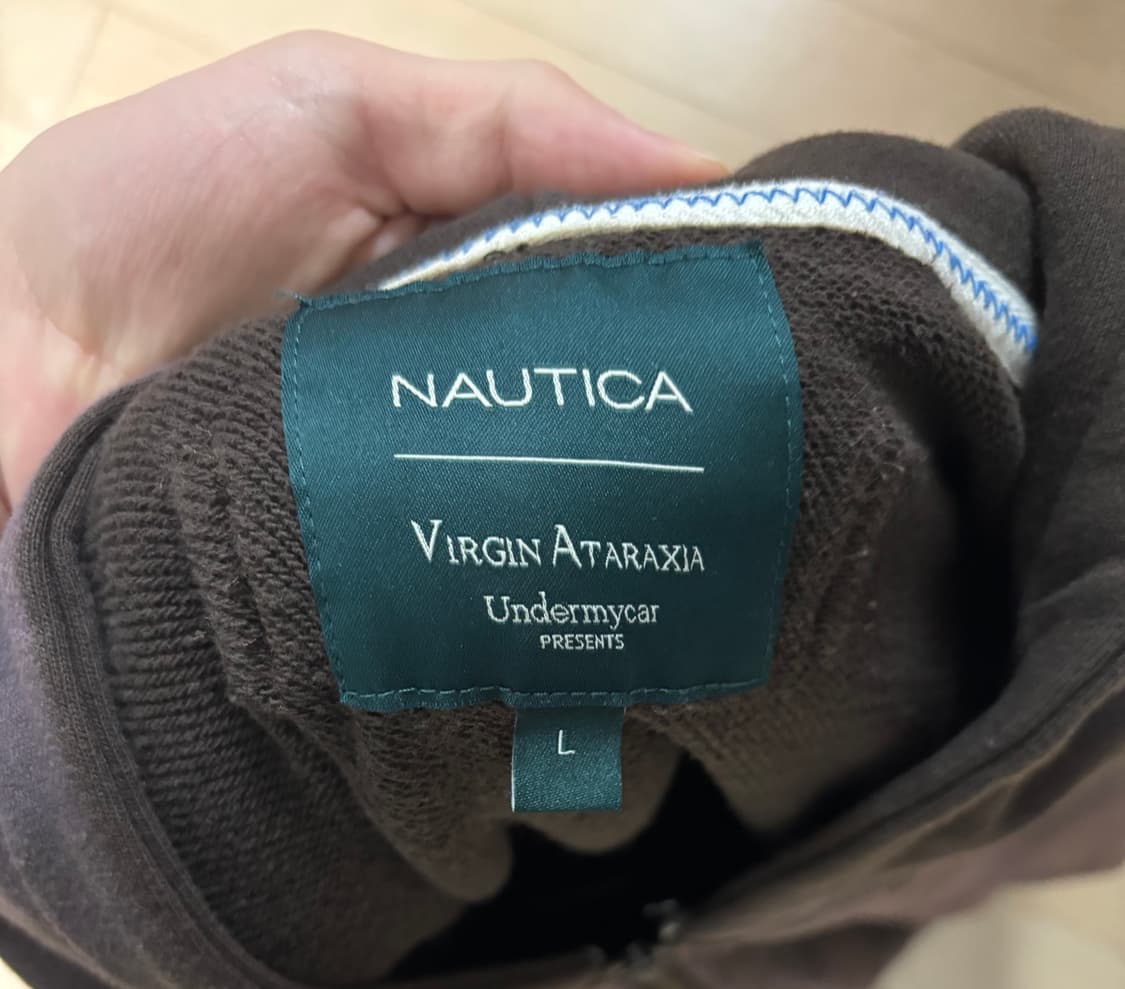 NAUTICA
VIRGIN ATARAXIA
Undermycar
PRESENTS
L